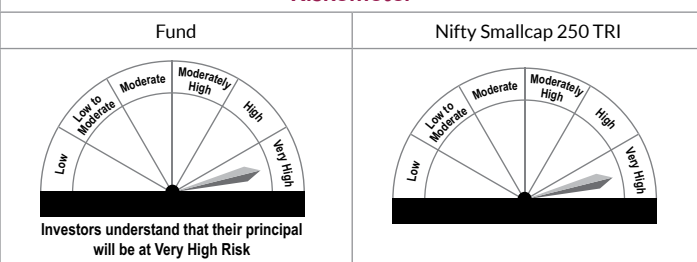 Fund
Nifty Smallcap 250 TRI
Low
Low to
Moderate
Moderate
Moderately
High
High
Very High
Investors understand that their principal
will be at Very High Risk
Low
Low to
Moderate
Moderate
Moderately
High
High
Very High